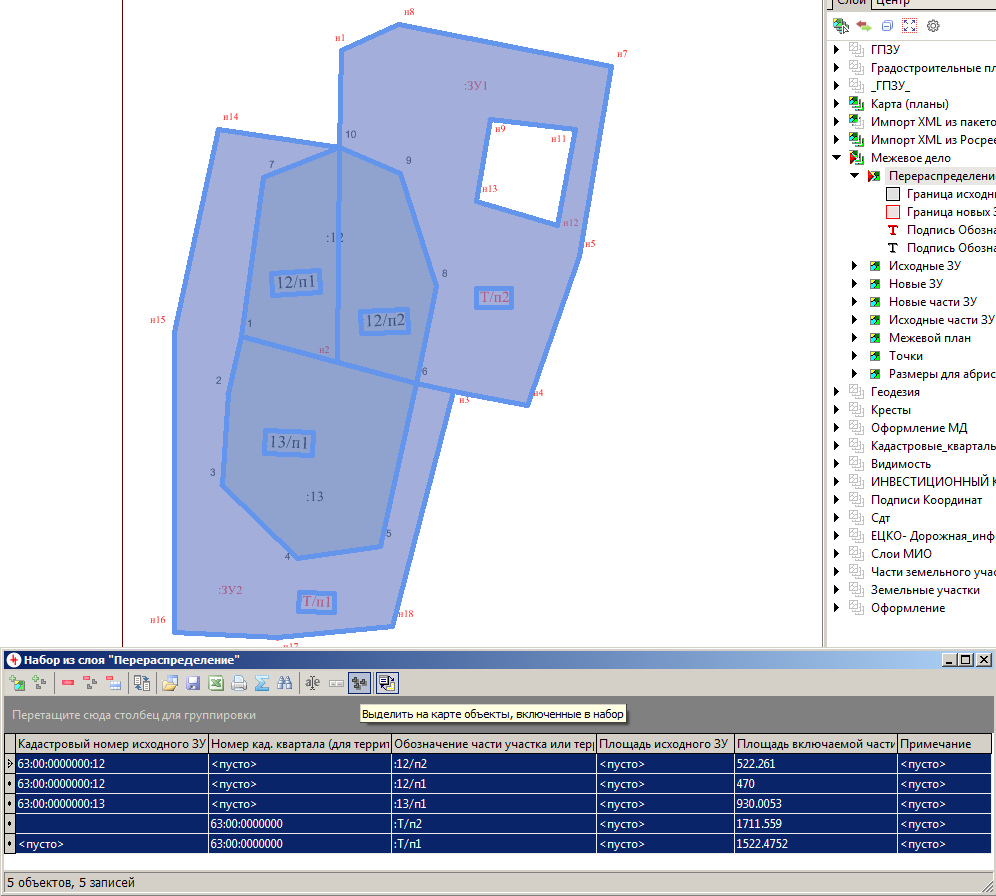 н8
н1
н7
:ЗУ1
н14
10
н9
н11
7
9
н13
н12
:12
н5
8
12/п1
Т/п2
н15
1
12/п2
н2
6
2
н4
н3
13/п1
3
:13
5
4
:ЗУ2
Т/п1
н16
н18
н17
Слои
Центр
ГПЗУ
Градостроительные пл
_ГПЗУ_
Карта (планы)
Импорт XML из пакето
Импорт XML из Росрее
Межевое дело
Перераспределени
Граница исходн
Граница новых З
Подпись Обозна
Подпись Обозна
Исходные ЗУ
Новые ЗУ
Новые части ЗУ
Исходные части ЗУ
Межевой план
Точки
Размеры для абрис
Геодезия
Кресты
Оформление МД
Кадастровые_кварталь
Видимость
ИНВЕСТИЦИОННЫЙ К
Подписи Координат
Сдт
ЕЦКО- Дорожная_инф
Слои МИО
Части земельного учас
Земельные участки
Оформление
Набор из слоя "Перераспределение"
Перетащите сюда столбец для группировки
Выделить на карте объекты, включенные в набор
Кадастровый номер исходного ЗУ Номер кад. квартала (для террит Обозначение части участка или терр Площадь исходного ЗУ Площадь включаемой части Примечание
63:00:0000000:12 <пусто> :12/п2 <пусто> 522.261 <пусто>
63:00:0000000:12 <пусто> :12/п1 <пусто> 470 <пусто>
63:00:0000000:13 <пусто> :13/п1 <пусто> 930.0053 <пусто>
63:00:0000000 :Т/п2 <пусто> 1711.559 <пусто>
<пусто> 63:00:0000000 :Т/п1 <пусто> 1522.4752 <пусто>
5 объектов, 5 записей